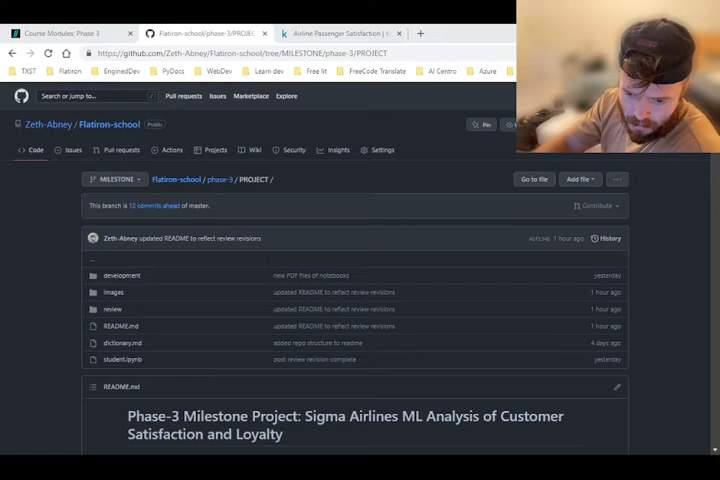 Course Modules: Phase 3
Flatiron-school/phase-3/PROJEC
Airline Passenger Satisfaction |
https://github.com/Zeth-Abney/Flatiron-school/tree/MILESTONE/phase-3/PROJECT
TXST Flatiron EnginedDev PyDocs WebDev Learn dev Free lit FreeCode Translate AI Centro Azure
Search or jump to... / Pull requests Issues Marketplace Explore
Zeth-Abney / Flatiron-school Public Pin
Code Issues Pull requests Actions Projects Wiki Security Insights Settings
MILESTONE Flatiron-school / phase-3 / PROJECT / Go to file Add file ...
This branch is 12 commits ahead of master. Contribute
Zeth-Abney updated README to reflect review revisions 1 hour ago History
..
development new PDF files of notebooks yesterday
images updated README to reflect review revisions 1 hour ago
review updated README to reflect review revisions 1 hour ago
README.md updated README to reflect review revisions 1 hour ago
dictionary.md added repo structure to readme 4 days ago
student.ipynb post review revision complete yesterday
README.md
Phase-3 Milestone Project: Sigma Airlines ML Analysis of Customer
Satisfaction and Loyalty